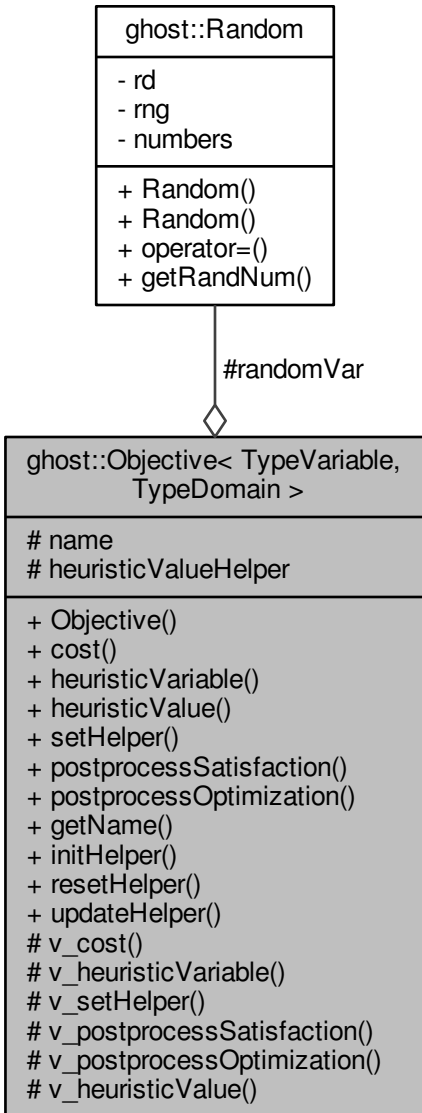 ghost::Random
- rd
- rng
- numbers
+ Random()
+ Random()
+ operator=()
+ getRandNum()
#randomVar
ghost::Objective< TypeVariable,
TypeDomain >
# name
# heuristicValueHelper
+ Objective()
+ cost()
+ heuristicVariable()
+ heuristicValue()
+ setHelper()
+ postprocessSatisfaction()
+ postprocessOptimization()
+ getName()
+ initHelper()
+ resetHelper()
+ updateHelper()
# v_cost()
# v_heuristicVariable()
# v_setHelper()
# v_postprocessSatisfaction()
# v_postprocessOptimization()
# v_heuristicValue()